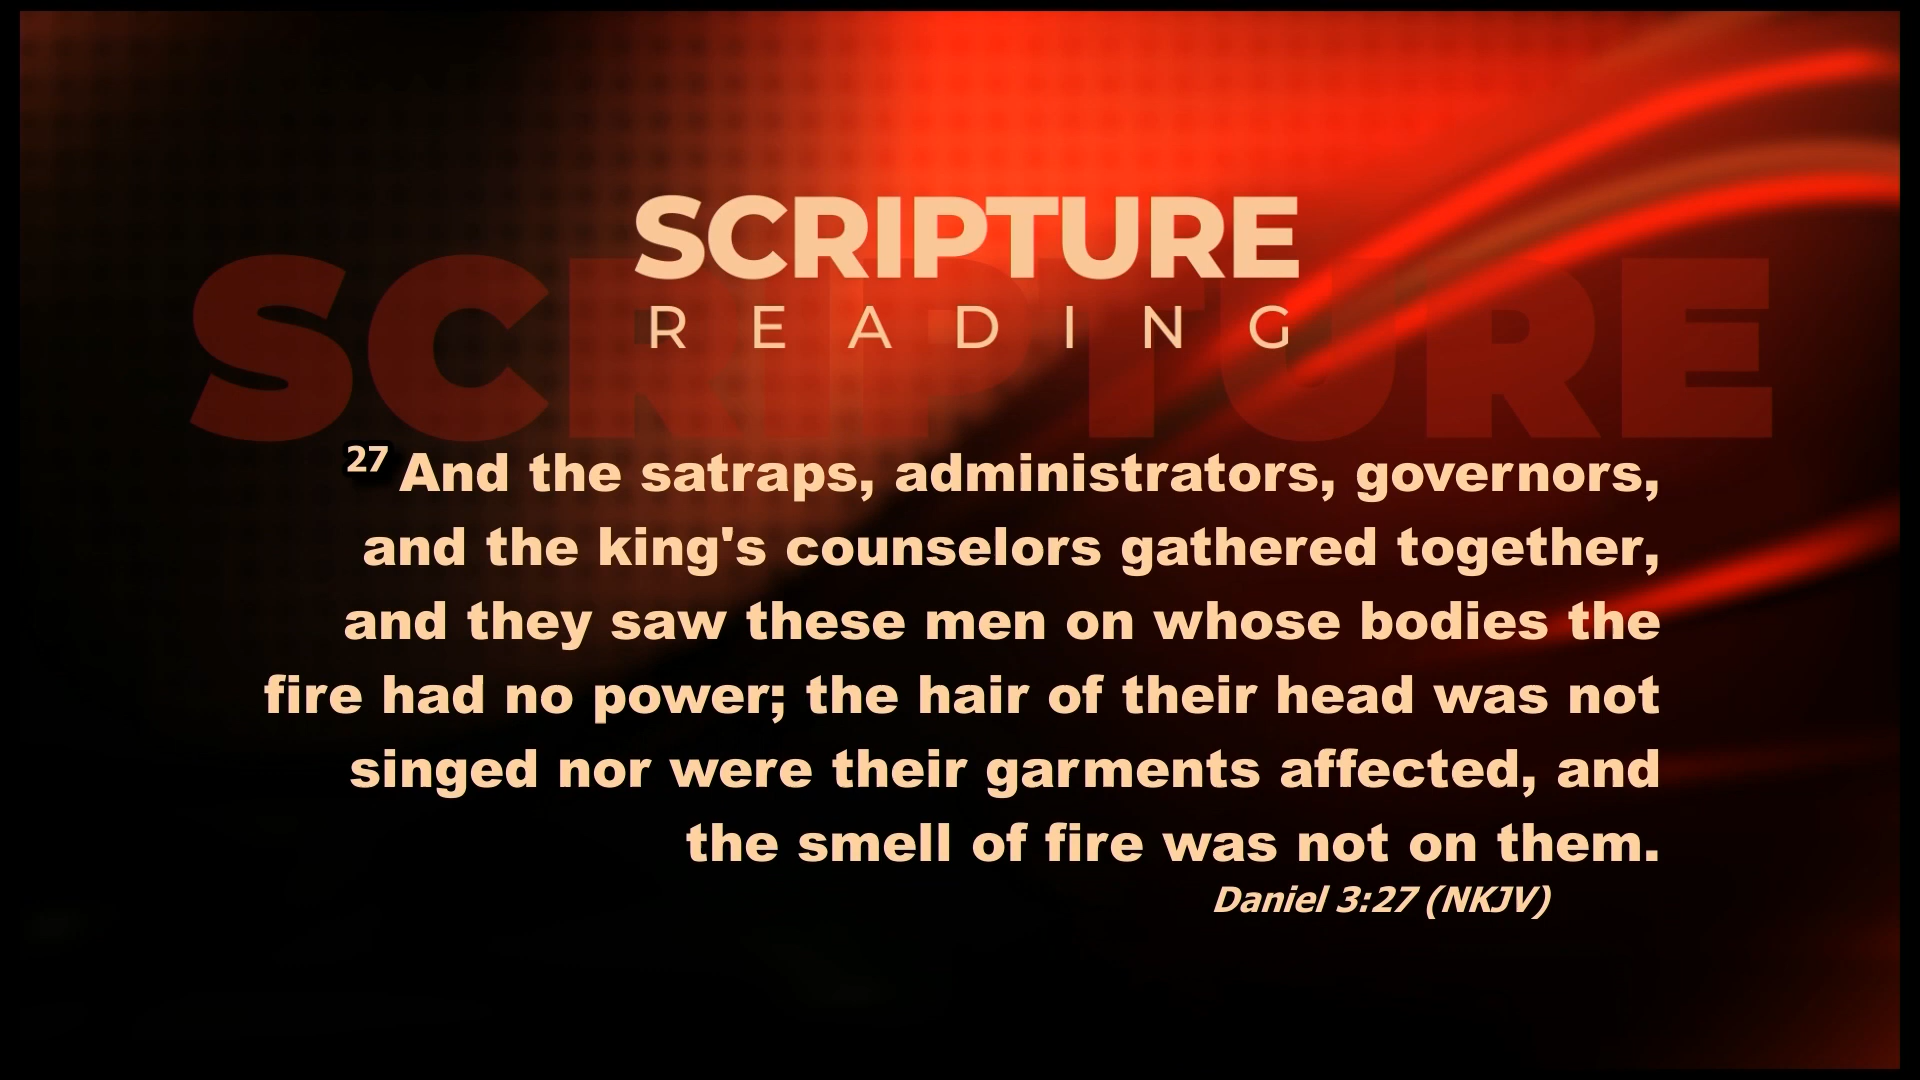 SCRIPTURE
READING
SCRIPTURE
27 And the satraps, administrators, governors,
and the king's counselors gathered together,
and they saw these men on whose bodies the
fire had no power; the hair of their head was not
singed nor were their garments affected, and
the smell of fire was not on them.
Daniel 3:27 (NKJV)